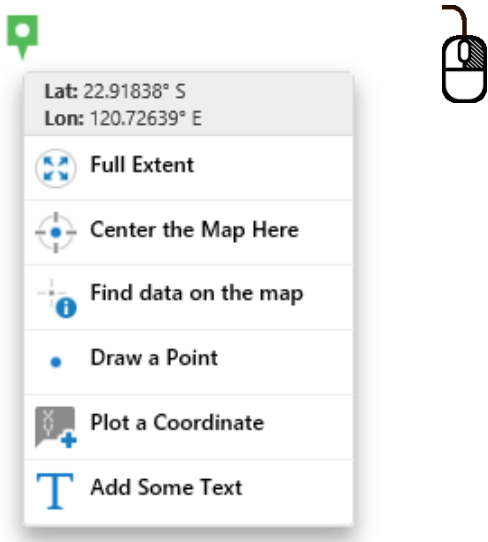 Lat: 22.91838° S
Lon: 120.72639° E
Full Extent
Center the Map Here
Find data on the map
Draw a Point
Plot a Coordinate
Add Some Text